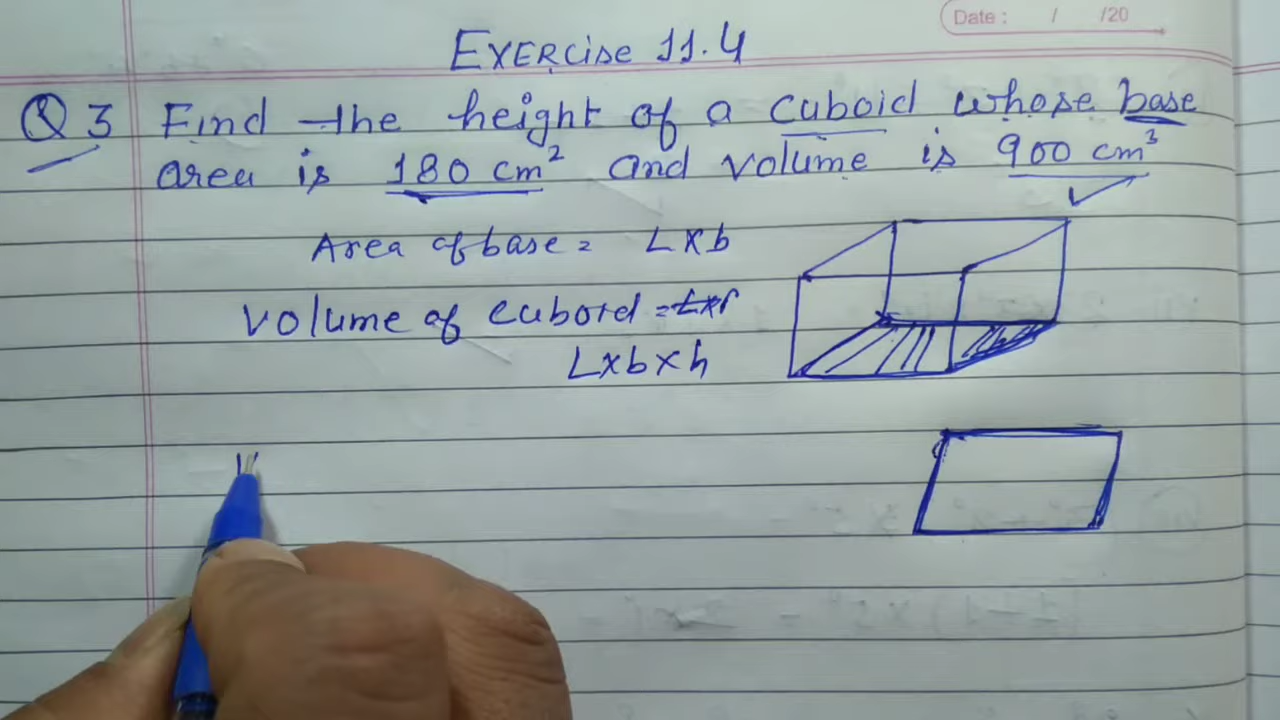 Date : / /20
Exercise 11.4
Q 3 Find the height of a cuboid whose base
area is 180 cm² and volume is 900 cm³
Area of base = L×b
Volume of cuboid =
L×b×h